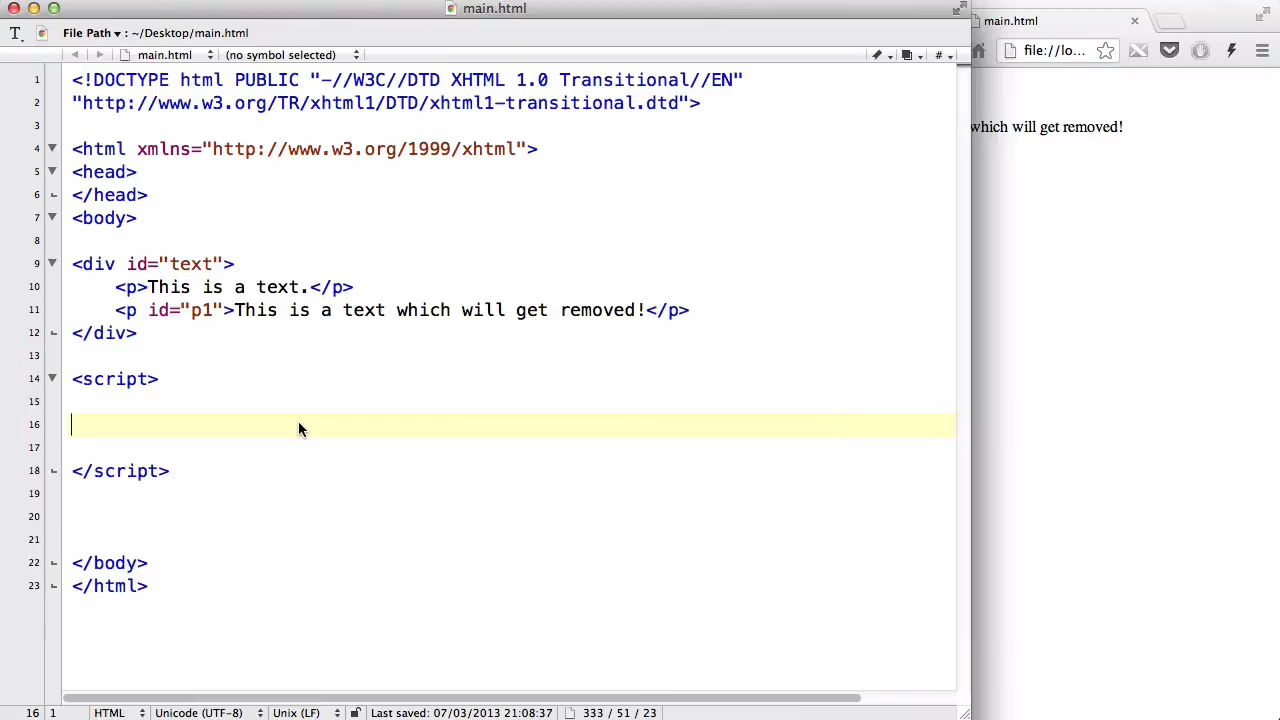 main.html
File Path ▾ : ~/Desktop/main.html
main.html
(no symbol selected)
#
1 <!DOCTYPE html PUBLIC "-//W3C//DTD XHTML 1.0 Transitional//EN"
2 "http://www.w3.org/TR/xhtml1/DTD/xhtml1-transitional.dtd">
3
4 <html xmlns="http://www.w3.org/1999/xhtml">
5 <head>
6 </head>
7 <body>
8
9 <div id="text">
10 <p>This is a text.</p>
11 <p id="p1">This is a text which will get removed!</p>
12 </div>
13
14 <script>
15
16
17
18 </script>
19
20
21
22 </body>
23 </html>
16 1 HTML Unicode (UTF-8) Unix (LF) Last saved: 07/03/2013 21:08:37 333 / 51 / 23
main.html
file://lo...
which will get removed!